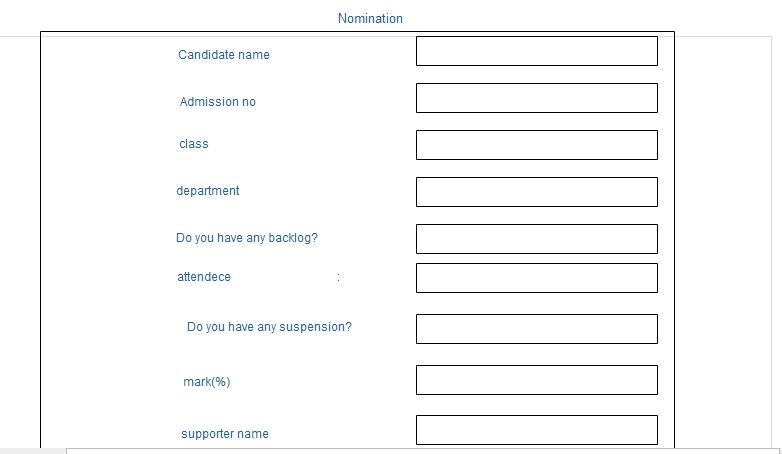 Nomination
Candidate name
Admission no
class
department
Do you have any backlog?
attendece :
Do you have any suspension?
mark(%)
supporter name